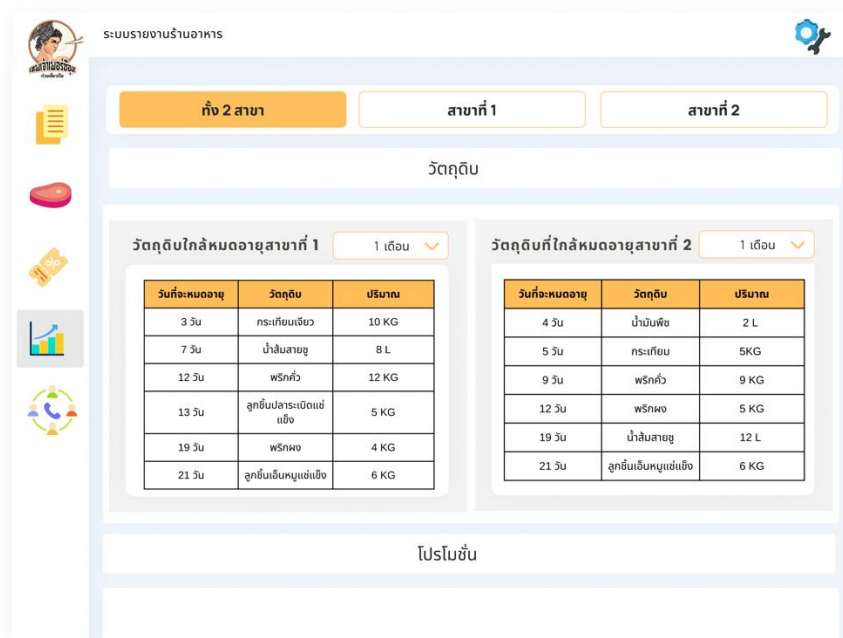 ระบบรายงานร้านอาหาร
ทั้ง 2 สาขา
สาขาที่ 1
สาขาที่ 2
วัตถุดิบ
วัตถุดิบใกล้หมดอายุสาขาที่ 1
1 เดือน
วันที่จะหมดอายุ วัตถุดิบ ปริมาณ
3 วัน กระเทียมเจียว 10 KG
7 วัน น้ำส้มสายชู 8 L
12 วัน พริกคั่ว 12 KG
13 วัน ลูกชิ้นปลาระเบิดแช่
แข็ง 5 KG
19 วัน พริกผง 4 KG
21 วัน ลูกชิ้นเอ็นหมูแช่แข็ง 6 KG
วัตถุดิบที่ใกล้หมดอายุสาขาที่ 2
1 เดือน
วันที่จะหมดอายุ วัตถุดิบ ปริมาณ
4 วัน น้ำมันพืช 2 L
5 วัน กระเทียม 5KG
9 วัน พริกคั่ว 9 KG
12 วัน พริกผง 5 KG
19 วัน น้ำส้มสายชู 12 L
21 วัน ลูกชิ้นเอ็นหมูแช่แข็ง 6 KG
โปรโมชั่น